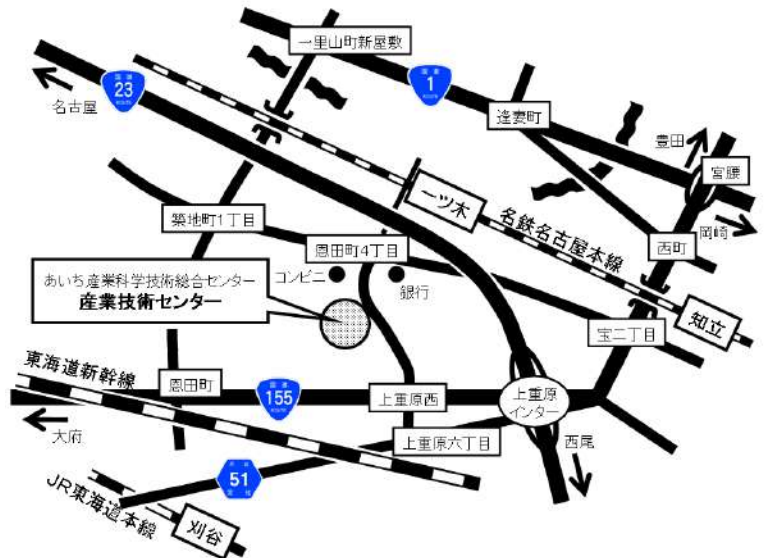 一里山町新屋敷
国道
23
ROUTE
名古屋
国道
1
ROUTE
逢妻町
豊田
宮腰
岡崎
一ツ木
名鉄名古屋本線
西町
築地町1丁目
恩田町4丁目
コンビニ
銀行
あいち産業科学技術総合センター
産業技術センター
知立
宝二丁目
東海道新幹線
恩田町
国道
155
ROUTE
上重原西
上重原
インター
大府
上重原六丁目
西尾
51
JR東海道本線
刈谷